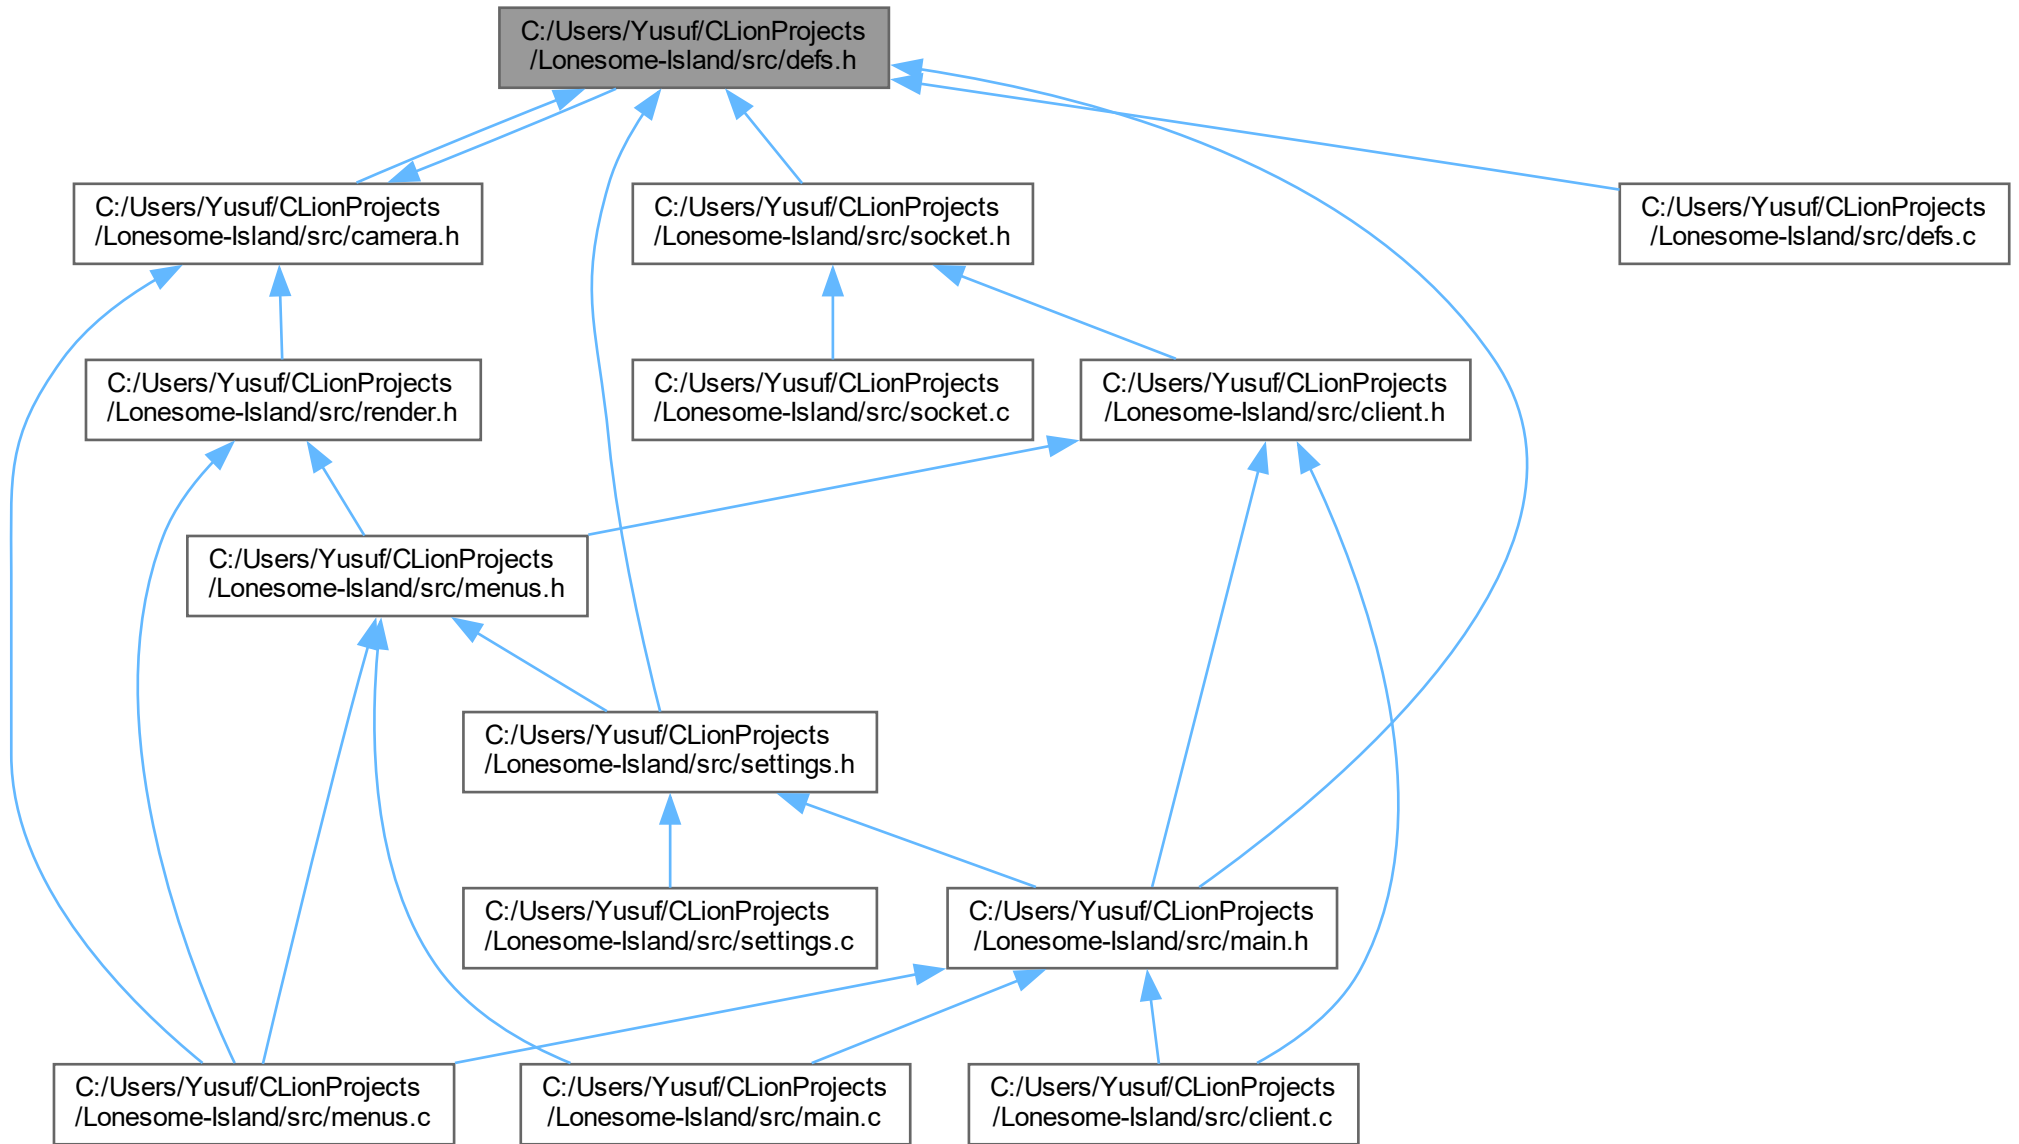 C:/Users/Yusuf/CLionProjects
/Lonesome-Island/src/defs.h
C:/Users/Yusuf/CLionProjects
/Lonesome-Island/src/camera.h
C:/Users/Yusuf/CLionProjects
/Lonesome-Island/src/socket.h
C:/Users/Yusuf/CLionProjects
/Lonesome-Island/src/defs.c
C:/Users/Yusuf/CLionProjects
/Lonesome-Island/src/render.h
C:/Users/Yusuf/CLionProjects
/Lonesome-Island/src/socket.c
C:/Users/Yusuf/CLionProjects
/Lonesome-Island/src/client.h
C:/Users/Yusuf/CLionProjects
/Lonesome-Island/src/menus.h
C:/Users/Yusuf/CLionProjects
/Lonesome-Island/src/settings.h
C:/Users/Yusuf/CLionProjects
/Lonesome-Island/src/settings.c
C:/Users/Yusuf/CLionProjects
/Lonesome-Island/src/main.h
C:/Users/Yusuf/CLionProjects
/Lonesome-Island/src/menus.c
C:/Users/Yusuf/CLionProjects
/Lonesome-Island/src/main.c
C:/Users/Yusuf/CLionProjects
/Lonesome-Island/src/client.c